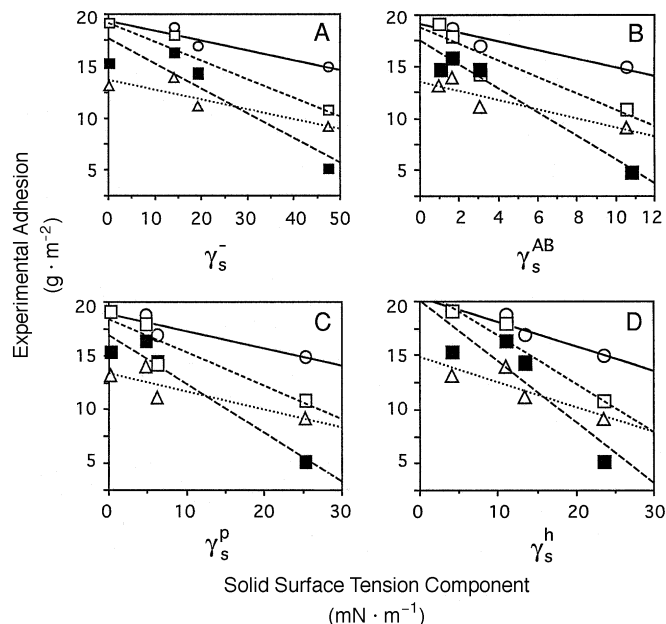 Experimental Adhesion
(g · m⁻²)
A
20
15
10
5
0 10 20 30 40 50
γₛ⁻
B
20
15
10
5
0 2 4 6 8 10 12
γₛᴬᴮ
C
20
15
10
5
0 10 20 30
γₛᵖ
D
20
15
10
5
0 10 20 30
γₛʰ
Solid Surface Tension Component
(mN · m⁻¹)